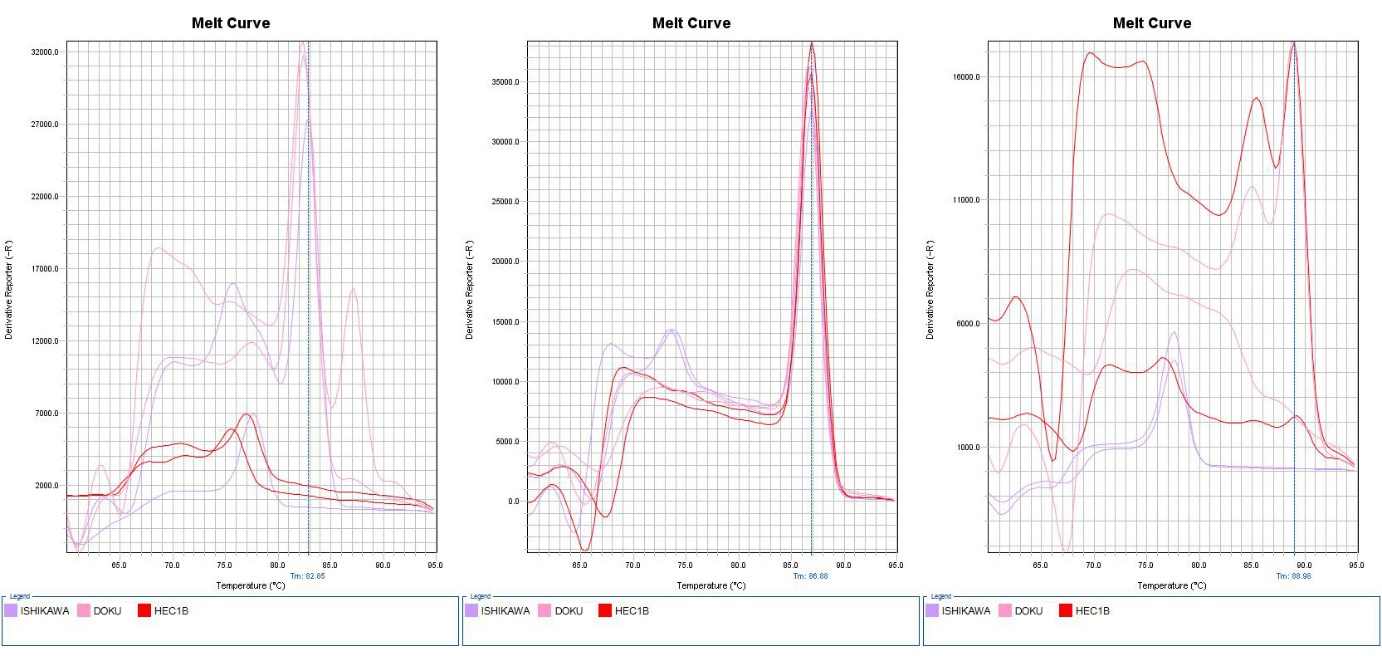 Melt Curve
32000.0
27000.0
22000.0
17000.0
12000.0
7000.0
2000.0
Derivative Reporter (-R')
65.0 70.0 75.0 80.0 85.0 90.0 95.0
Tm: 82.85
Temperature (°C)
Legend
ISHIKAWA DOKU HEC1B
Melt Curve
35000.0
30000.0
25000.0
20000.0
15000.0
10000.0
5000.0
0.0
Derivative Reporter (-R')
65.0 70.0 75.0 80.0 85.0 90.0 95.0
Tm: 86.88
Temperature (°C)
Legend
ISHIKAWA DOKU HEC1B
Melt Curve
16000.0
11000.0
6000.0
1000.0
Derivative Reporter (-R')
65.0 70.0 75.0 80.0 85.0 90.0 95.0
Tm: 88.98
Temperature (°C)
Legend
ISHIKAWA DOKU HEC1B